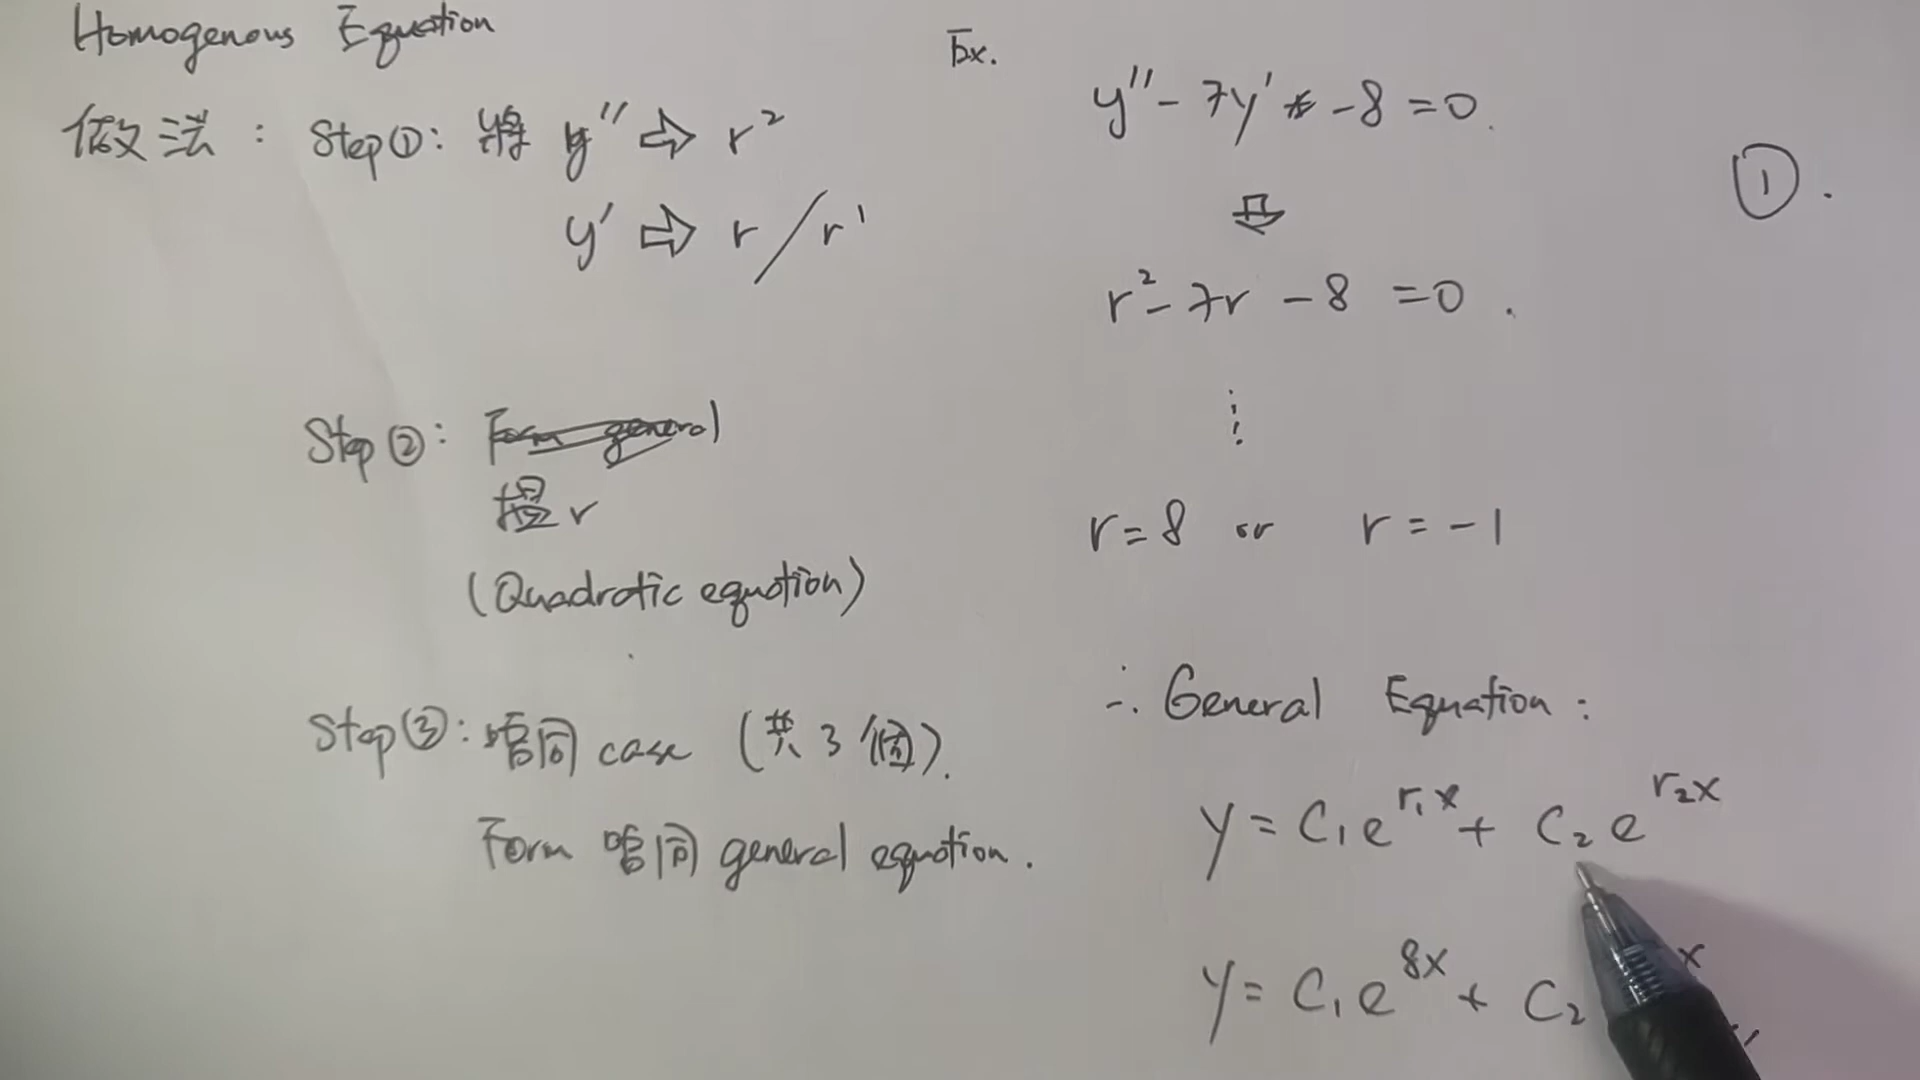 Homogenous Equation
做法 : Step①: 將 y" ⇨ r²
y' ⇨ r / r¹
Step②:
搵 r
(Quadratic equation)
Step③: 唔同 case (共 3 個).
Form 唔同 general equation.
Ex.
y" - 7y' - 8 = 0.
⇩
r² - 7r - 8 = 0.
⋮
r = 8 or r = -1
∴ General Equation :
y = C₁e^{r₁x} + C₂e^{r₂x}
y = C₁e^{8x} + C₂ x
①.